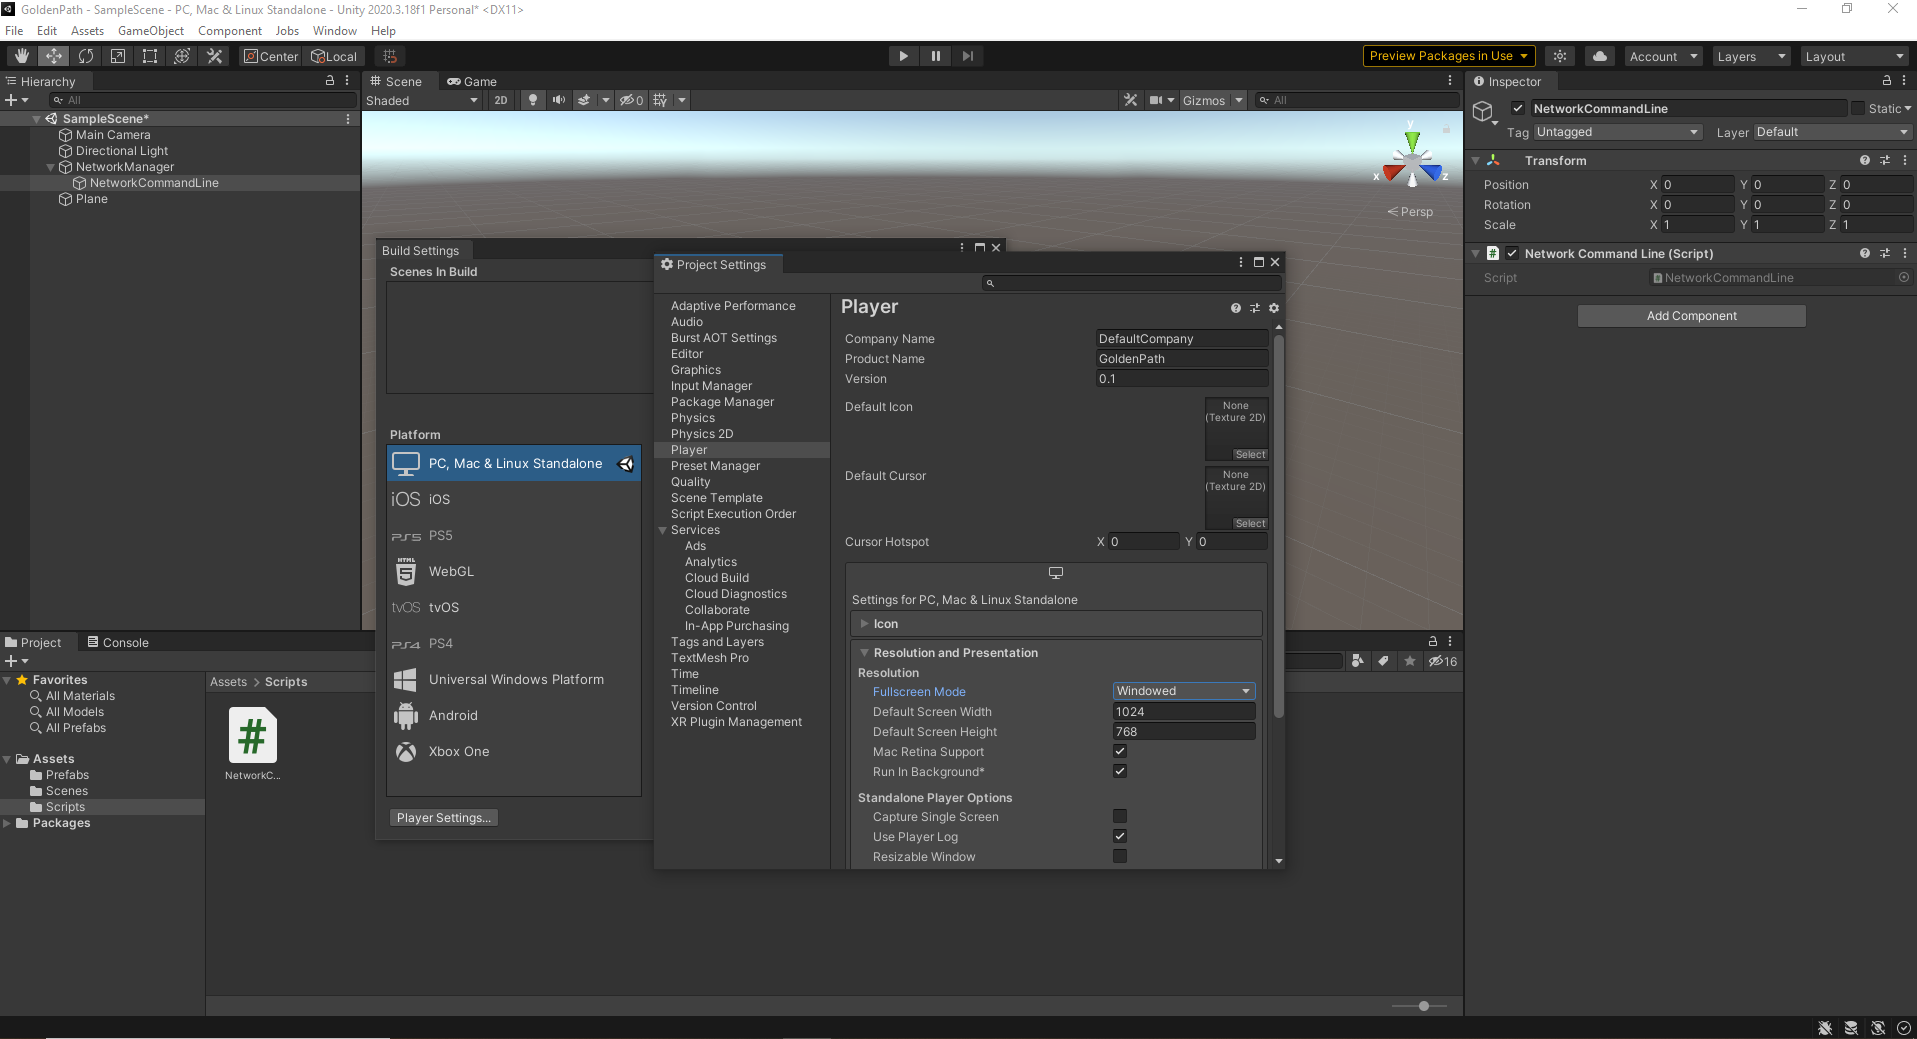 GoldenPath - SampleScene - PC, Mac & Linux Standalone - Unity 2020.3.18f1 Personal* <DX11>
File Edit Assets GameObject Component Jobs Window Help
Center Local
Preview Packages in Use Account Layers Layout
Hierarchy
All
SampleScene*
Main Camera
Directional Light
NetworkManager
NetworkCommandLine
Plane
Scene Game
Shaded 2D 0 Gizmos All
y
x z
Persp
Inspector
NetworkCommandLine Static
Tag Untagged Layer Default
Transform
Position X 0 Y 0 Z 0
Rotation X 0 Y 0 Z 0
Scale X 1 Y 1 Z 1
# Network Command Line (Script)
Script NetworkCommandLine
Add Component
Build Settings
Scenes In Build
Platform
PC, Mac & Linux Standalone
iOS iOS
PS5 PS5
HTML 5 WebGL
tvOS tvOS
PS4 PS4
Universal Windows Platform
Android
Xbox One
Player Settings...
Project Settings
Adaptive Performance
Audio
Burst AOT Settings
Editor
Graphics
Input Manager
Package Manager
Physics
Physics 2D
Player
Preset Manager
Quality
Scene Template
Script Execution Order
Services
Ads
Analytics
Cloud Build
Cloud Diagnostics
Collaborate
In-App Purchasing
Tags and Layers
TextMesh Pro
Time
Timeline
Version Control
XR Plugin Management
Player
Company Name DefaultCompany
Product Name GoldenPath
Version 0.1
Default Icon None
(Texture 2D)
Select
Default Cursor None
(Texture 2D)
Select
Cursor Hotspot X 0 Y 0
Settings for PC, Mac & Linux Standalone
Icon
Resolution and Presentation
Resolution
Fullscreen Mode Windowed
Default Screen Width 1024
Default Screen Height 768
Mac Retina Support
Run In Background*
Standalone Player Options
Capture Single Screen
Use Player Log
Resizable Window
Project Console
16
Favorites
All Materials
All Models
All Prefabs
Assets
Prefabs
Scenes
Scripts
Packages
Assets > Scripts
#
NetworkC...